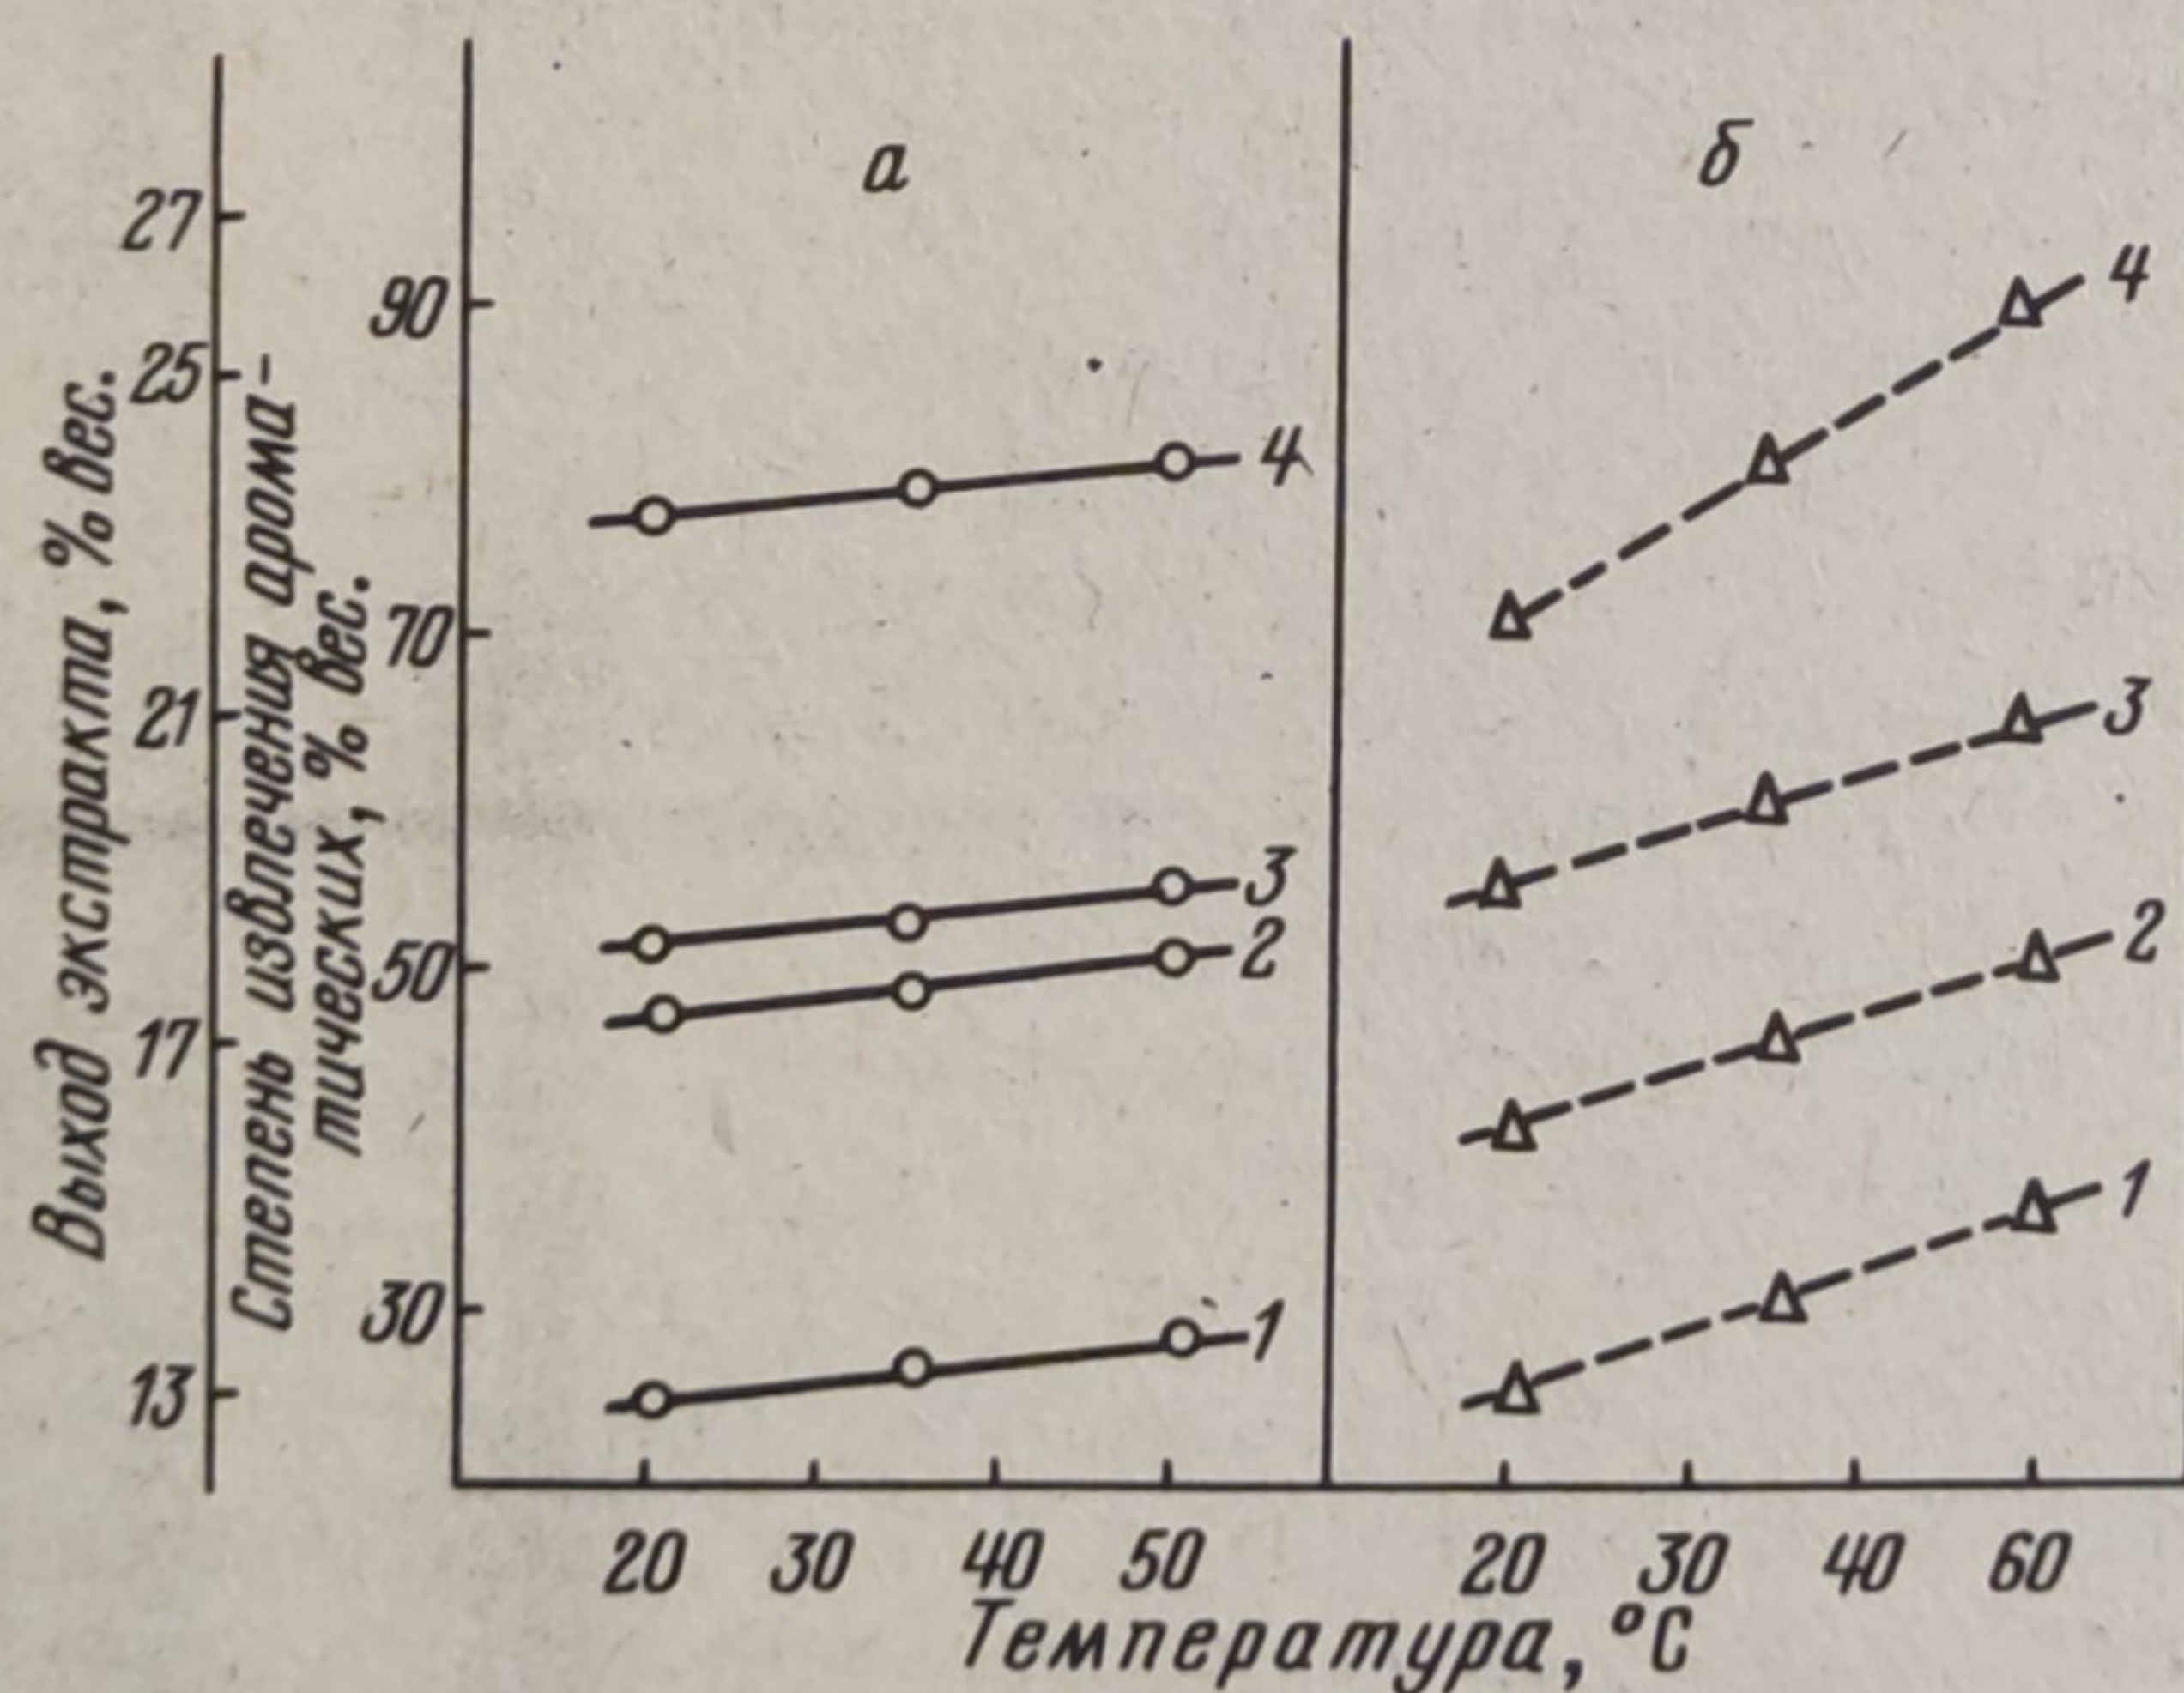 Выход экстракта, % вес.
27
25
21
17
13
Степень извлечения арома-
тических, % вес.
90
70
50
30
а
4
3
2
1
б
4
3
2
1
20 30 40 50
20 30 40 60
Температура, °C